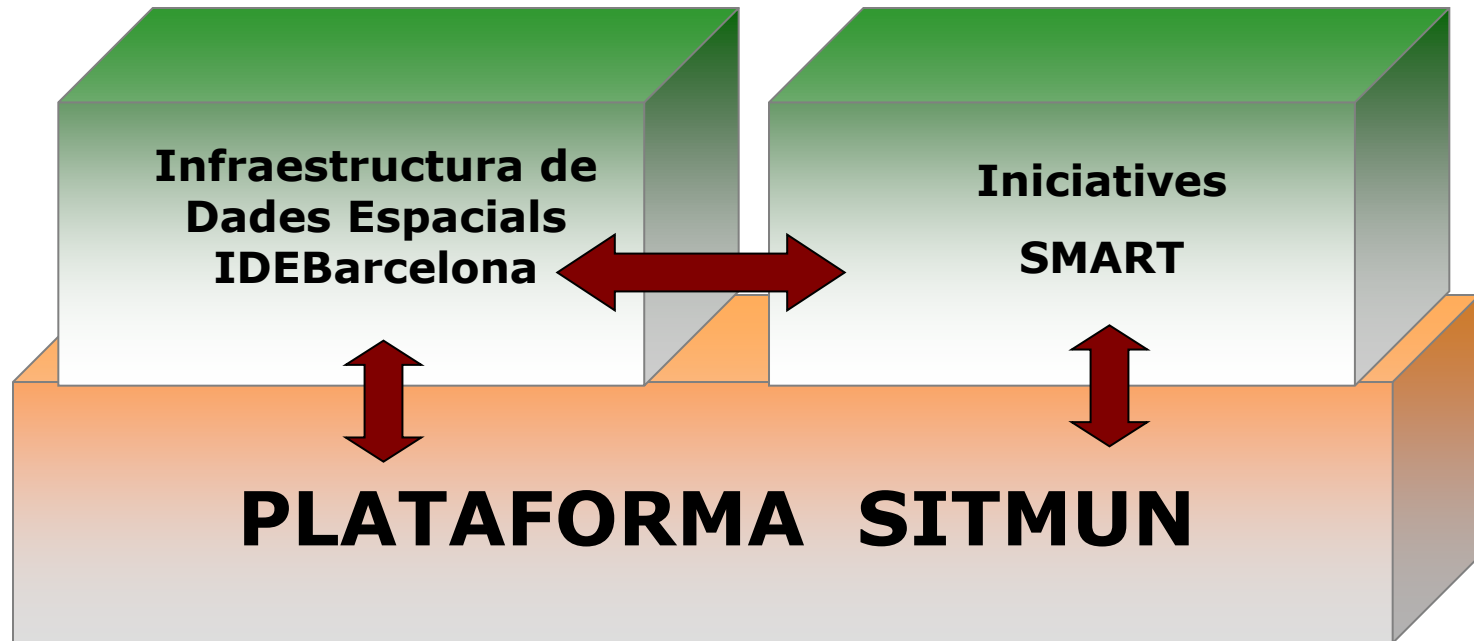 Infraestructura de
Dades Espacials
IDEBarcelona
Iniciatives
SMART
PLATAFORMA SITMUN